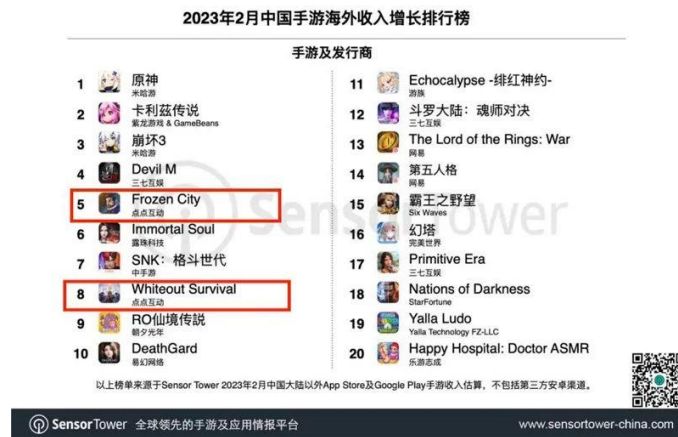 2023年2月中国手游海外收入增长排行榜
手游及发行商
1 原神
米哈游
2 卡利兹传说
紫龙游戏 & GameBeans
3 崩坏3
米哈游
4 Devil M
三七互娱
5 Frozen City
点点互动
6 Immortal Soul
露珠科技
7 SNK：格斗世代
中手游
8 Whiteout Survival
点点互动
9 RO仙境传説
朝夕光年
10 DeathGard
易幻网络
11 Echocalypse -绯红神约-
游族
12 斗罗大陆：魂师对决
三七互娱
13 The Lord of the Rings: War
网易
14 第五人格
网易
15 霸王之野望
Six Waves
16 幻塔
完美世界
17 Primitive Era
三七互娱
18 Nations of Darkness
StarFortune
19 Yalla Ludo
Yalla Technology FZ-LLC
20 Happy Hospital: Doctor ASMR
乐游志成
SensorTower
以上榜单来源于Sensor Tower 2023年2月中国大陆以外App Store及Google Play手游收入估算，不包括第三方安卓渠道。
SensorTower 全球领先的手游及应用情报平台
www.sensortower-china.com